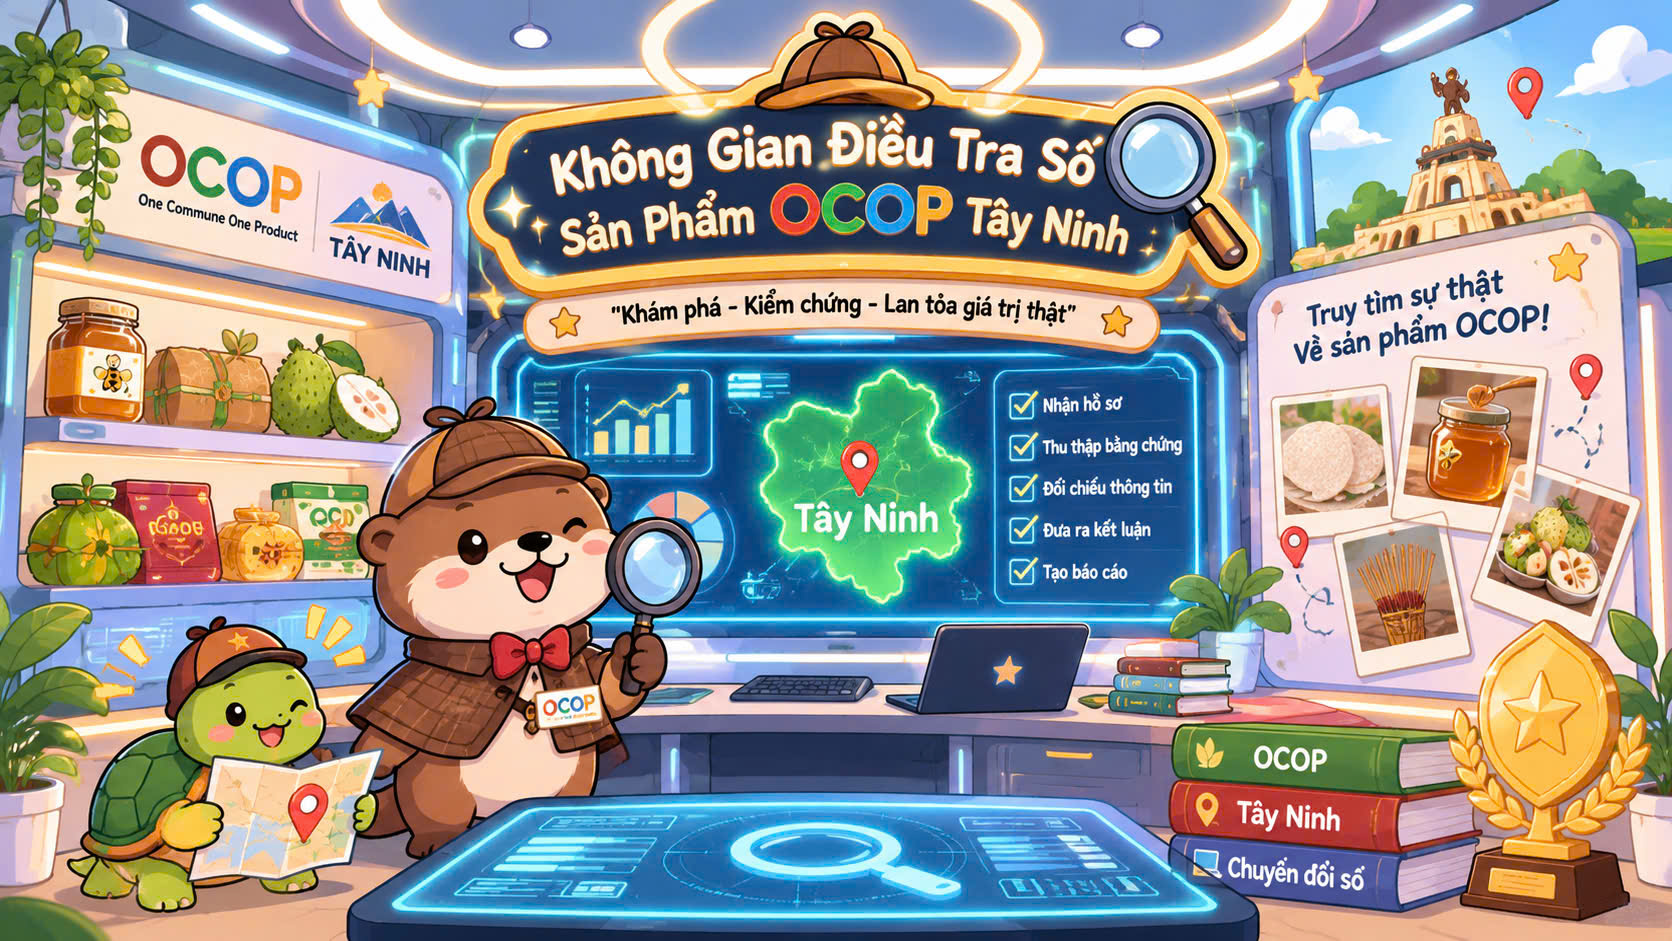 OCOP
One Commune One Product
TÂY NINH
Không Gian Điều Tra Số
Sản Phẩm OCOP Tây Ninh
"Khám phá - Kiểm chứng - Lan tỏa giá trị thật"
Truy tìm sự thật
Về sản phẩm OCOP!
Tây Ninh
Nhận hồ sơ
Thu thập bằng chứng
Đối chiếu thông tin
Đưa ra kết luận
Tạo báo cáo
OCOP
OCOP
Tây Ninh
Chuyển đổi số